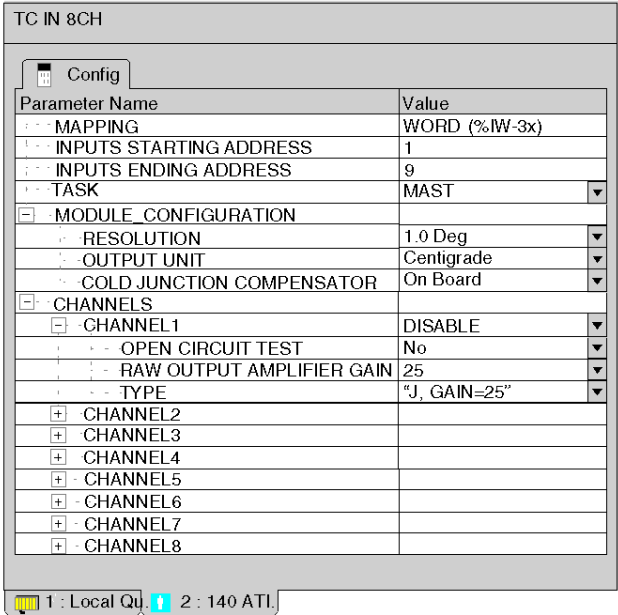 TC IN 8CH
Config
Parameter Name Value
MAPPING WORD (%IW-3x)
INPUTS STARTING ADDRESS 1
INPUTS ENDING ADDRESS 9
TASK MAST
MODULE_CONFIGURATION
RESOLUTION 1.0 Deg
OUTPUT UNIT Centigrade
COLD JUNCTION COMPENSATOR On Board
CHANNELS
CHANNEL1 DISABLE
OPEN CIRCUIT TEST No
RAW OUTPUT AMPLIFIER GAIN 25
TYPE “J, GAIN=25”
CHANNEL2
CHANNEL3
CHANNEL4
CHANNEL5
CHANNEL6
CHANNEL7
CHANNEL8
1 : Local Qu. 2 : 140 ATI.